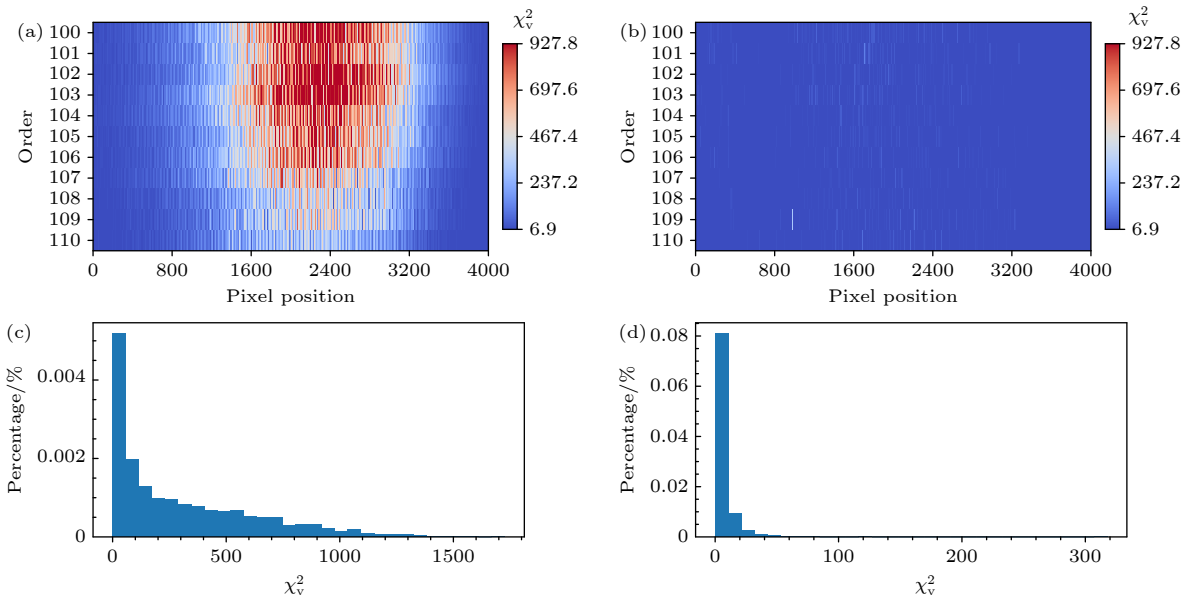 (a)
χ²ᵥ
100
101
102
103
104
105
106
107
108
109
110
Order
0 800 1600 2400 3200 4000
Pixel position
927.8
697.6
467.4
237.2
6.9
(b)
χ²ᵥ
100
101
102
103
104
105
106
107
108
109
110
Order
0 800 1600 2400 3200 4000
Pixel position
927.8
697.6
467.4
237.2
6.9
(c)
Percentage/%
0.004
0.002
0
0 500 1000 1500
χ²ᵥ
(d)
Percentage/%
0.08
0.06
0.04
0.02
0
0 100 200 300
χ²ᵥ